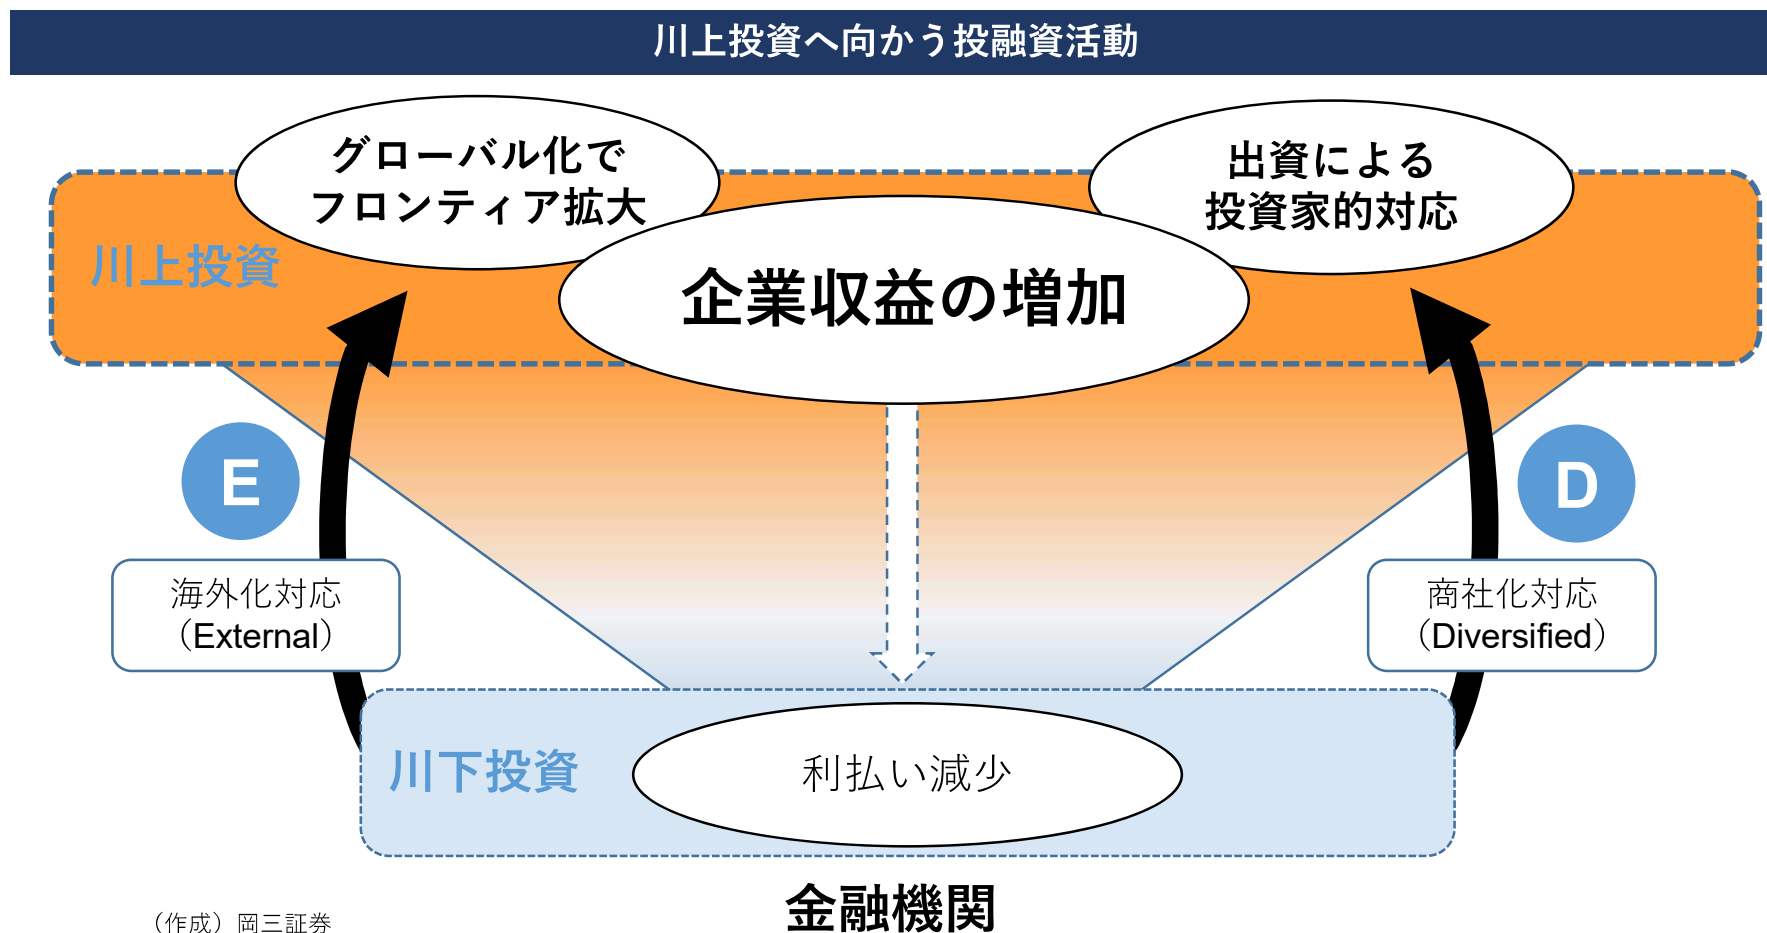 川上投資へ向かう投融資活動
グローバル化で
フロンティア拡大
出資による
投資家的対応
川上投資
企業収益の増加
E
D
海外化対応
（External）
商社化対応
（Diversified）
川下投資
利払い減少
金融機関
（作成）岡三証券